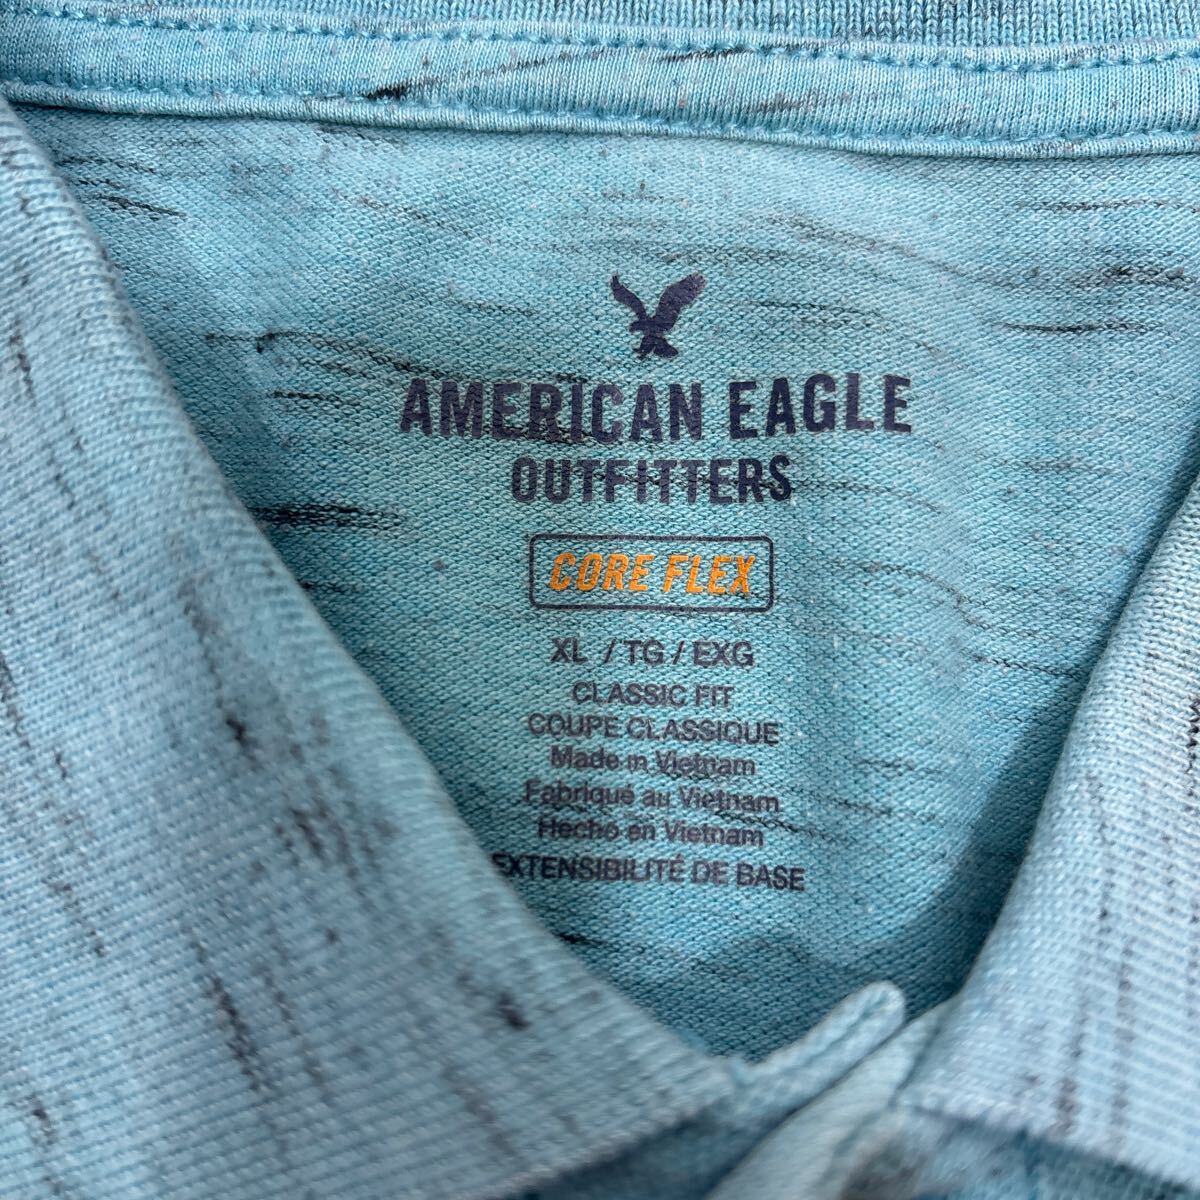 AMERICAN EAGLE
OUTFITTERS
CORE FLEX
XL / TG / EXG
CLASSIC FIT
COUPE CLASSIQUE
Made in Vietnam
Fabriqué au Vietnam
Hecho en Vietnam
EXTENSIBILITÉ DE BASE